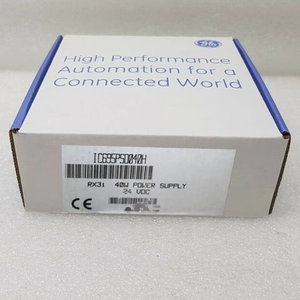 High Performance
Automation for a
Connected World
IC695PSD040H
RX3i 40W POWER SUPPLY
24 VDC
CE